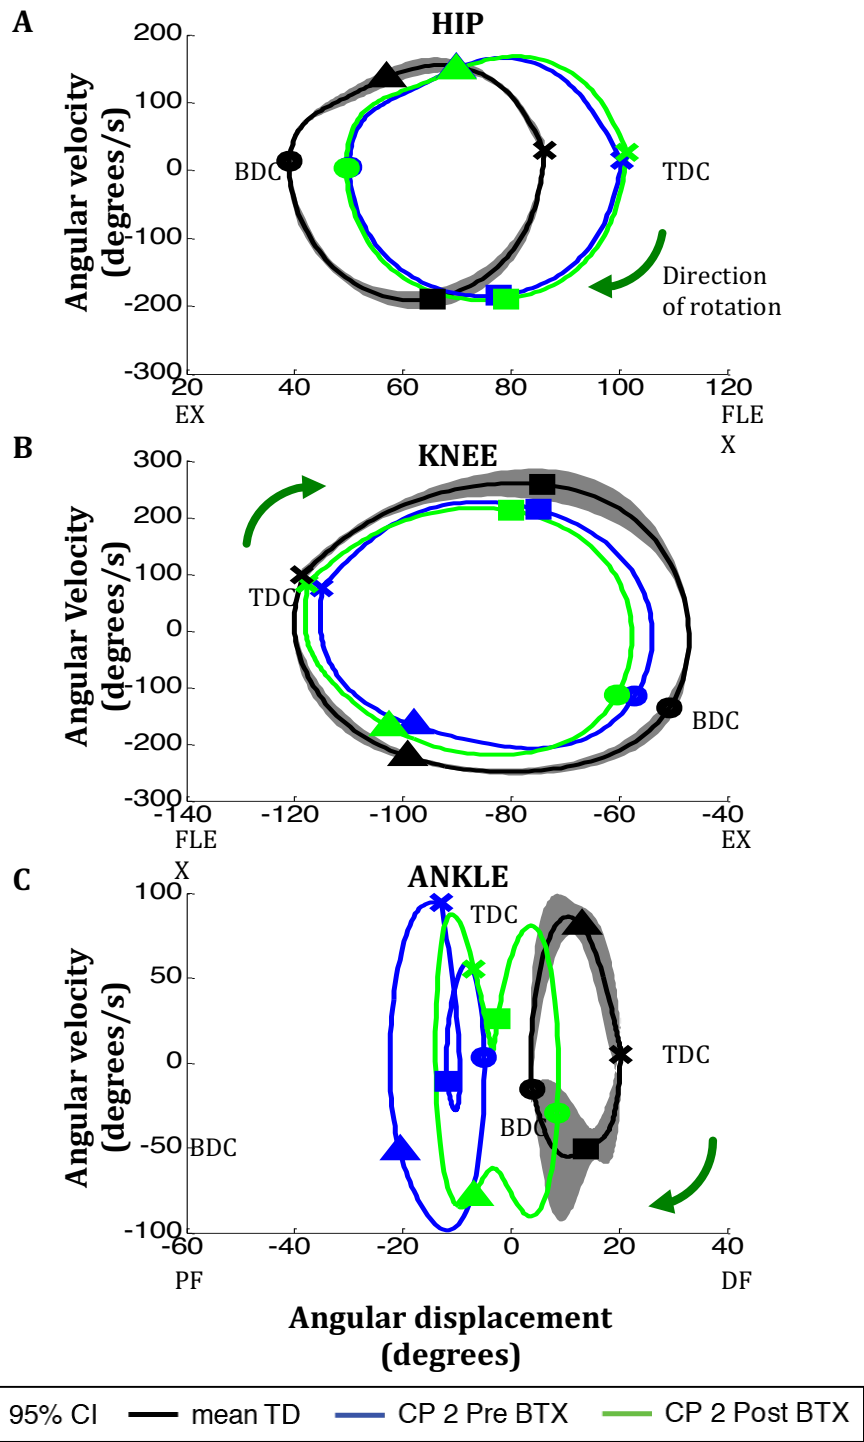 A
HIP
200
100
0
-100
-200
-300
Angular velocity
(degrees/s)
BDC
TDC
Direction
of rotation
20 40 60 80 100 120
EX FLE
X
B
KNEE
300
200
100
0
-100
-200
-300
Angular Velocity
(degrees/s)
TDC
BDC
-140 -120 -100 -80 -60 -40
FLE EX
X
C
ANKLE
100
50
0
-50
-100
Angular velocity
(degrees/s)
TDC
TDC
BDC
BDC
-60 -40 -20 0 20 40
PF DF
Angular displacement
(degrees)
95% CI mean TD CP 2 Pre BTX CP 2 Post BTX